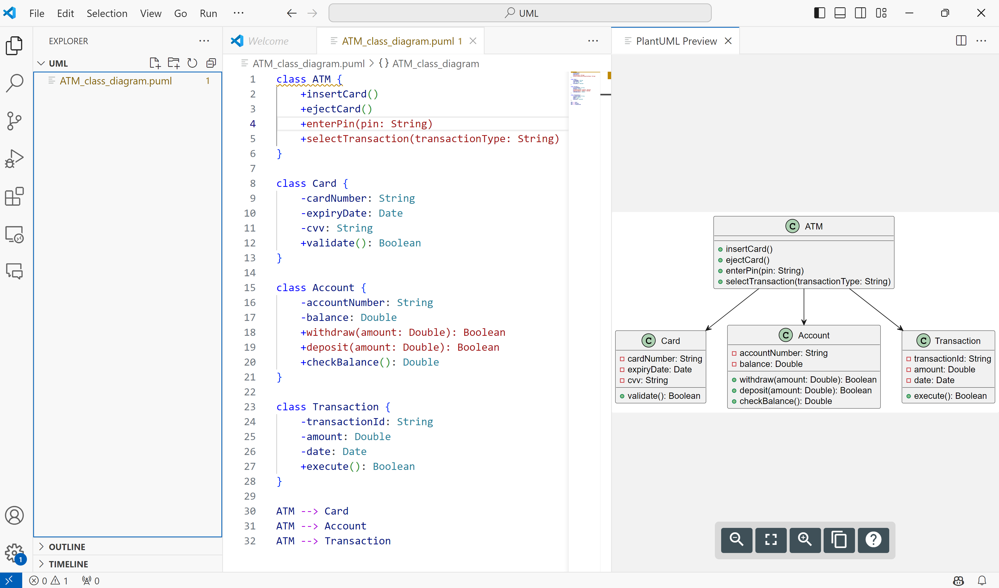 File Edit Selection View Go Run ···
UML
EXPLORER
UML
ATM_class_diagram.puml 1
OUTLINE
TIMELINE
Welcome
ATM_class_diagram.puml 1
ATM_class_diagram.puml > {} ATM_class_diagram
1 class ATM {
2 +insertCard()
3 +ejectCard()
4 +enterPin(pin: String)
5 +selectTransaction(transactionType: String)
6 }
7
8 class Card {
9 -cardNumber: String
10 -expiryDate: Date
11 -cvv: String
12 +validate(): Boolean
13 }
14
15 class Account {
16 -accountNumber: String
17 -balance: Double
18 +withdraw(amount: Double): Boolean
19 +deposit(amount: Double): Boolean
20 +checkBalance(): Double
21 }
22
23 class Transaction {
24 -transactionId: String
25 -amount: Double
26 -date: Date
27 +execute(): Boolean
28 }
29
30 ATM --> Card
31 ATM --> Account
32 ATM --> Transaction
PlantUML Preview
C ATM
insertCard()
ejectCard()
enterPin(pin: String)
selectTransaction(transactionType: String)
C Card
cardNumber: String
expiryDate: Date
cvv: String
validate(): Boolean
C Account
accountNumber: String
balance: Double
withdraw(amount: Double): Boolean
deposit(amount: Double): Boolean
checkBalance(): Double
C Transaction
transactionId: String
amount: Double
date: Date
execute(): Boolean
?
1
0 1 0